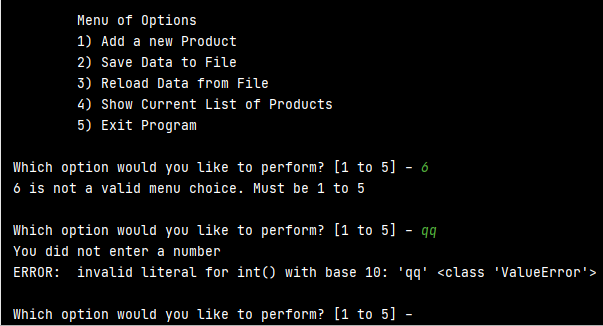 Menu of Options
1) Add a new Product
2) Save Data to File
3) Reload Data from File
4) Show Current List of Products
5) Exit Program
Which option would you like to perform? [1 to 5] - 6
6 is not a valid menu choice. Must be 1 to 5
Which option would you like to perform? [1 to 5] - qq
You did not enter a number
ERROR:  invalid literal for int() with base 10: 'qq' <class 'ValueError'>
Which option would you like to perform? [1 to 5] -